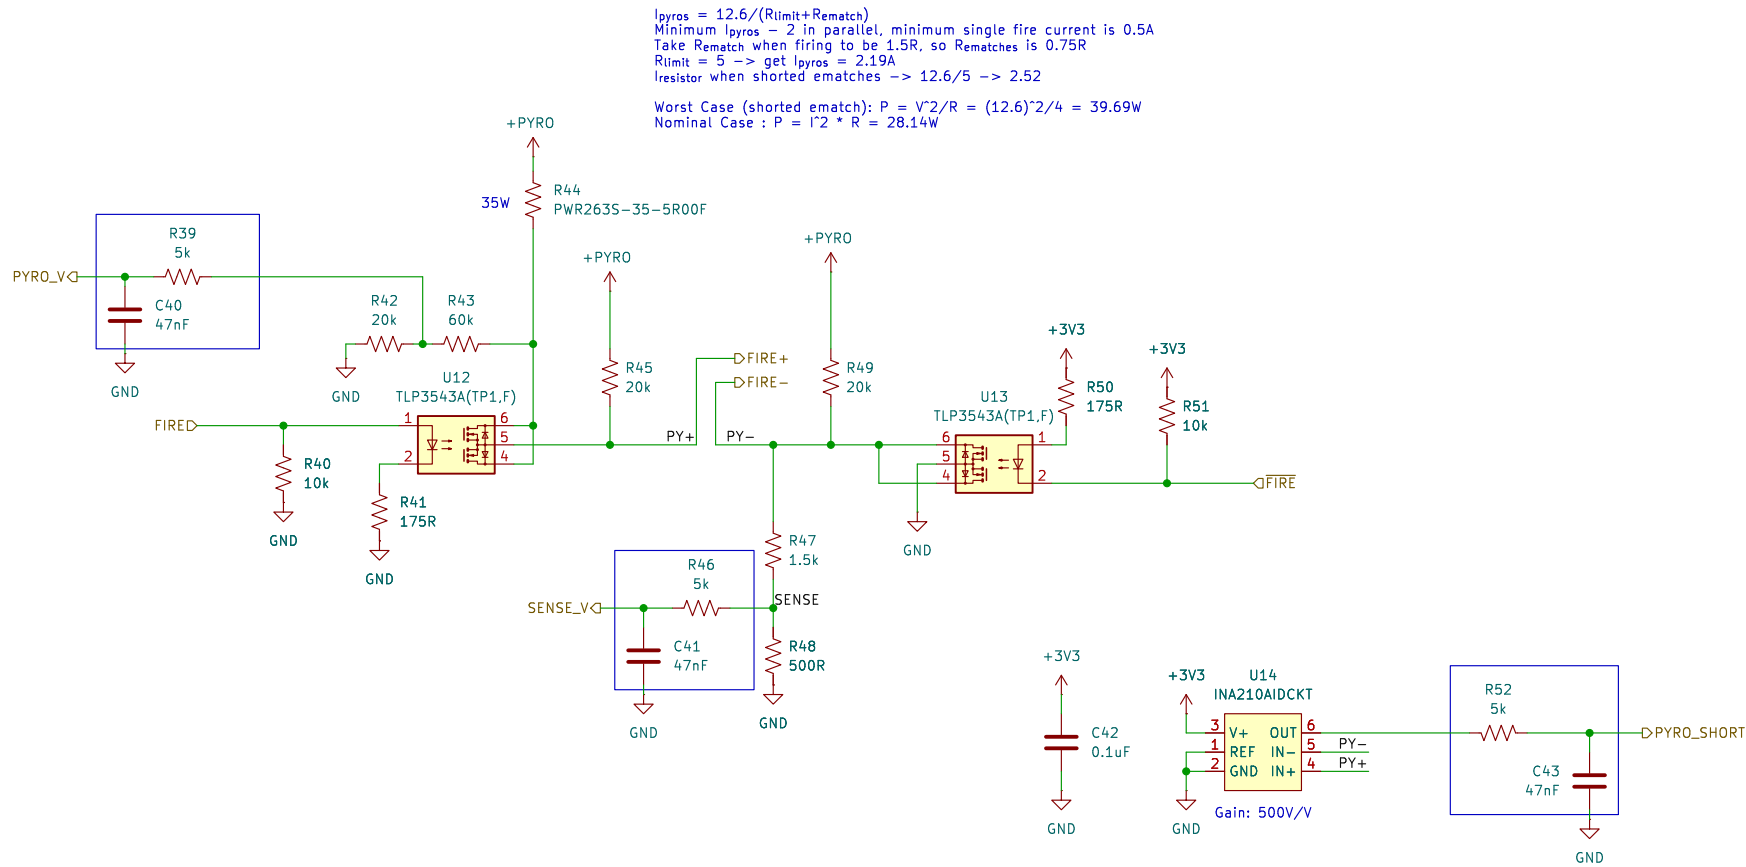 Ipyros = 12.6/(Rlimit+Rematch)
Minimum Ipyros - 2 in parallel, minimum single fire current is 0.5A
Take Rematch when firing to be 1.5R, so Rematches is 0.75R
Rlimit = 5 -> get Ipyros = 2.19A
Iresistor when shorted ematches -> 12.6/5 -> 2.52
Worst Case (shorted ematch): P = V^2/R = (12.6)^2/4 = 39.69W
Nominal Case : P = I^2 * R = 28.14W
+PYRO
R44
35W
PWR263S-35-5R00F
R39
5k
PYRO_V
C40
47nF
GND
R42
20k
R43
60k
GND
+PYRO
R45
20k
+PYRO
R49
20k
FIRE+
FIRE-
PY+
PY-
U12
TLP3543A(TP1,F)
FIRE
1
2
6
5
4
R40
10k
GND
R41
175R
GND
U13
TLP3543A(TP1,F)
6
5
4
1
2
+3V3
R50
175R
+3V3
R51
10k
FIRE
GND
R47
1.5k
SENSE
R46
5k
SENSE_V
C41
47nF
GND
R48
500R
GND
+3V3
C42
0.1uF
GND
+3V3
U14
INA210AIDCKT
3 V+ OUT 6
1 REF IN- 5 PY-
2 GND IN+ 4 PY+
Gain: 500V/V
GND
R52
5k
PYRO_SHORT
C43
47nF
GND